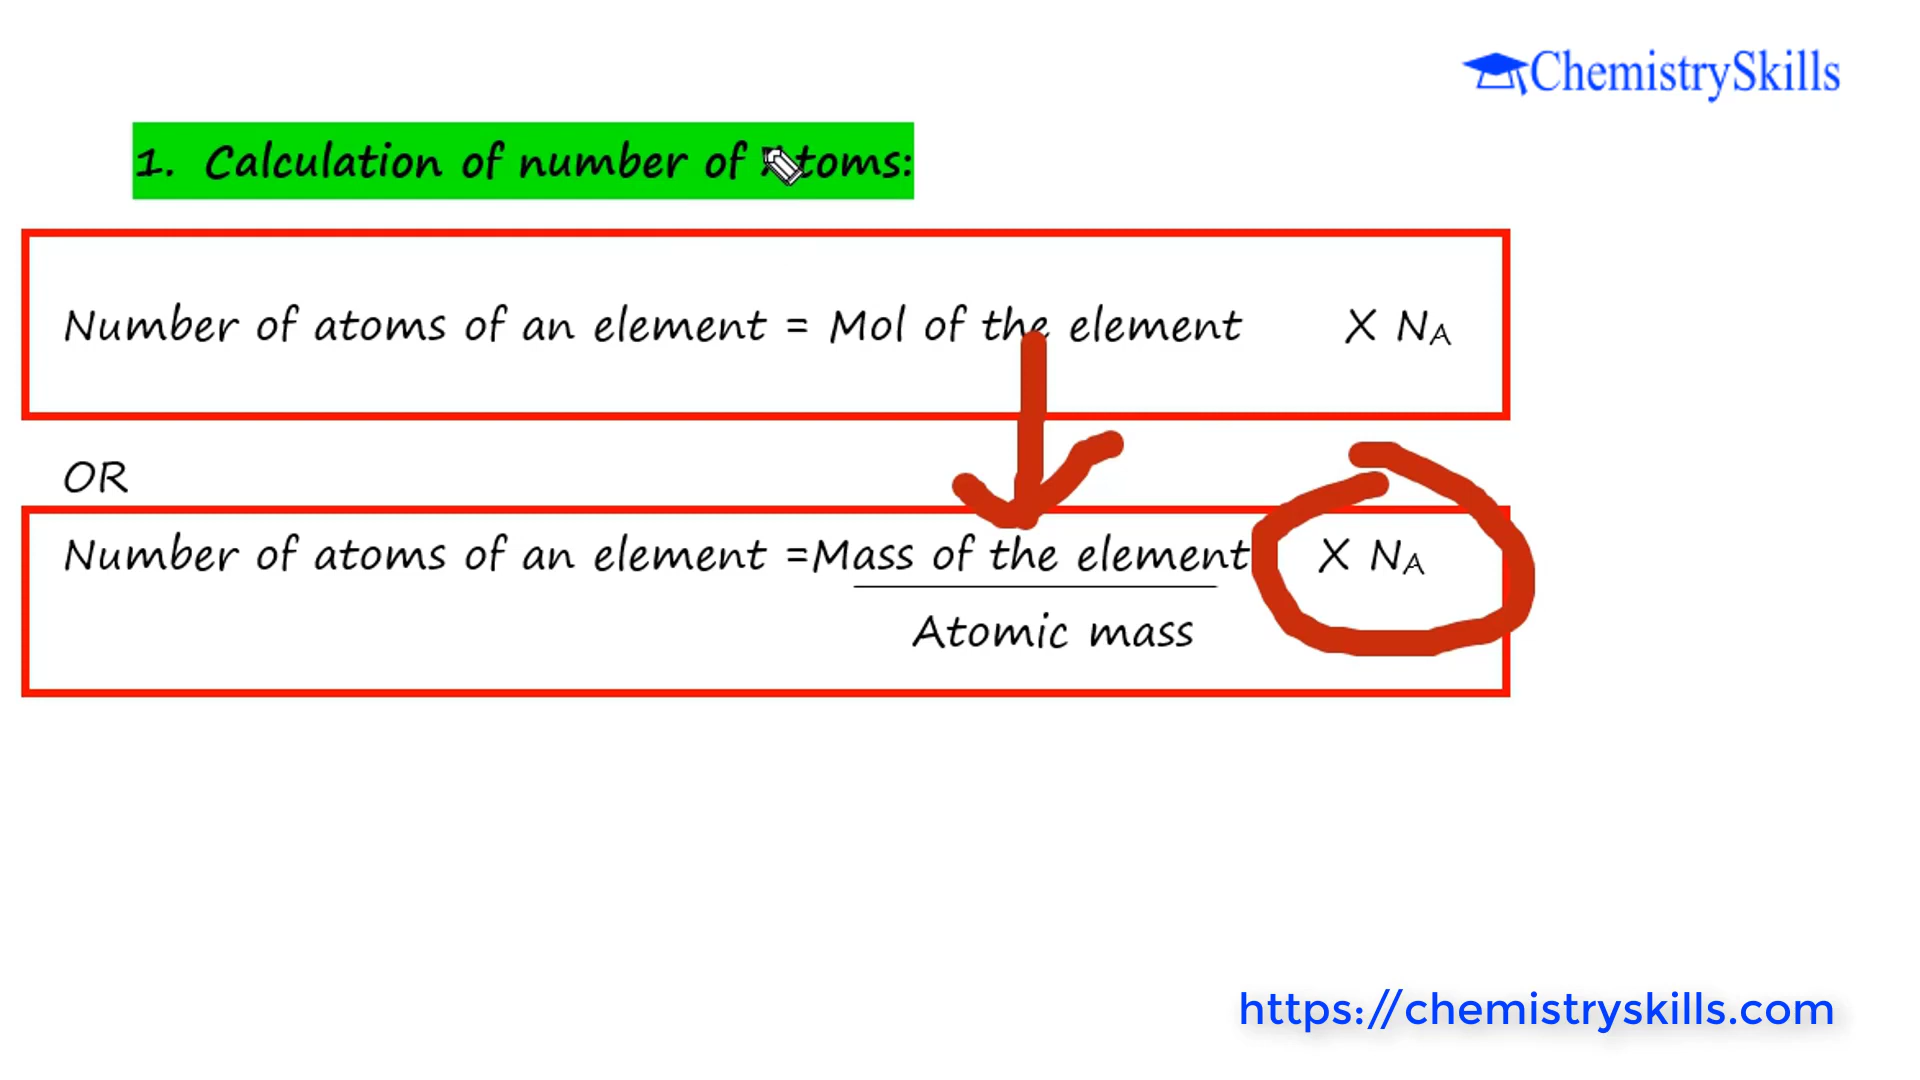 ChemistrySkills
1. Calculation of number of Atoms:
Number of atoms of an element = Mol of the element X NA
OR
Number of atoms of an element =Mass of the element X NA
Atomic mass
https://chemistryskills.com